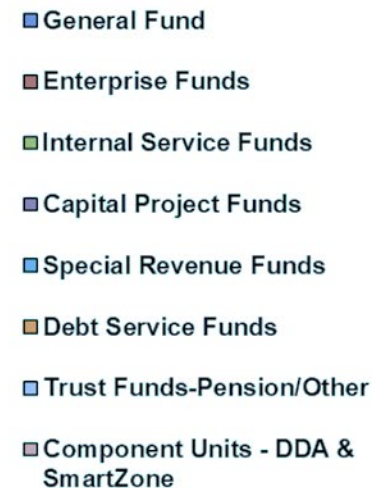 General Fund
Enterprise Funds
Internal Service Funds
Capital Project Funds
Special Revenue Funds
Debt Service Funds
Trust Funds-Pension/Other
Component Units - DDA &
SmartZone